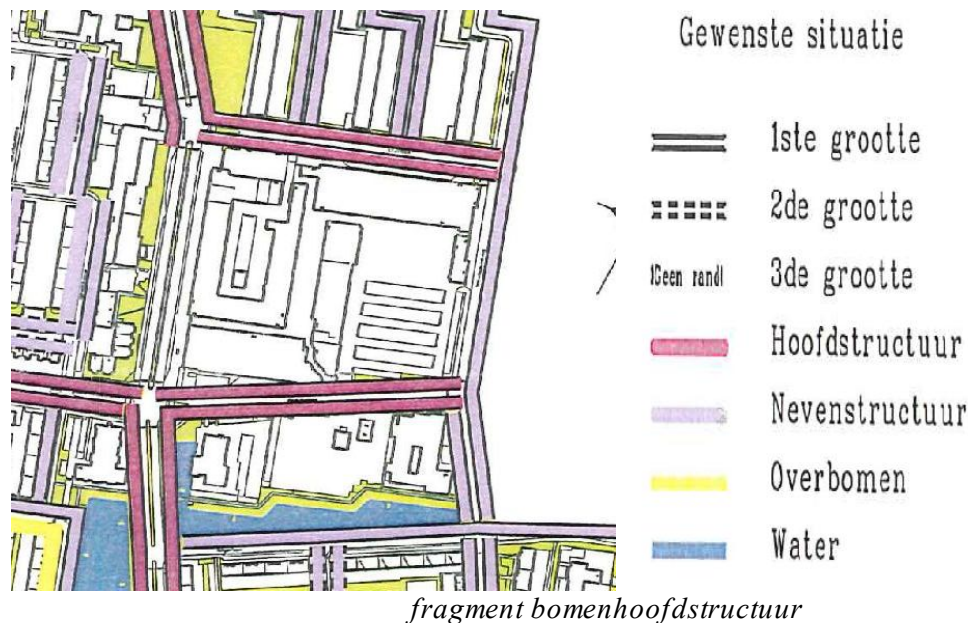 Gewenste situatie
1ste grootte
2de grootte
Geen rand 3de grootte
Hoofdstructuur
Nevenstructuur
Overbomen
Water
fragment bomenhoofdstructuur